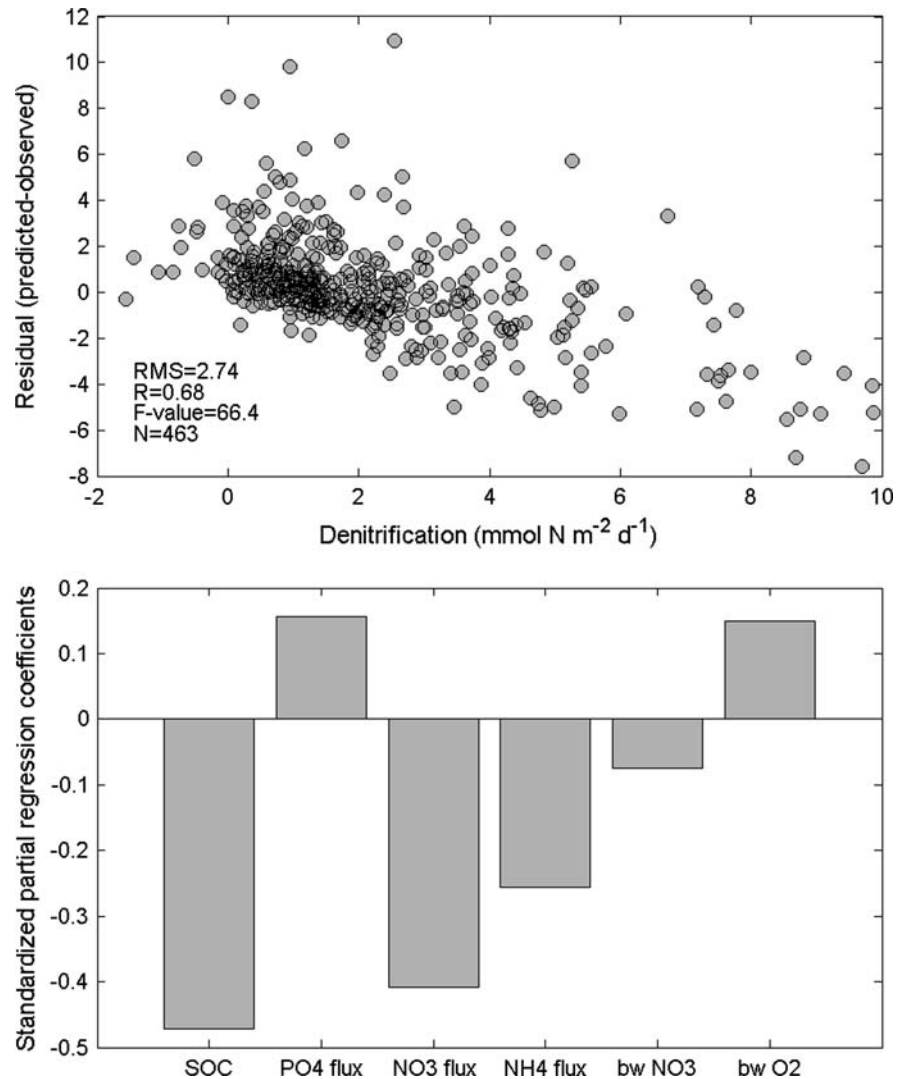 12
10
8
6
4
2
0
-2
-4
-6
-8
Residual (predicted-observed)
RMS=2.74
R=0.68
F-value=66.4
N=463
-2 0 2 4 6 8 10
Denitrification (mmol N m⁻² d⁻¹)
0.2
0.1
0
-0.1
-0.2
-0.3
-0.4
-0.5
Standardized partial regression coefficients
SOC PO4 flux NO3 flux NH4 flux bw NO3 bw O2